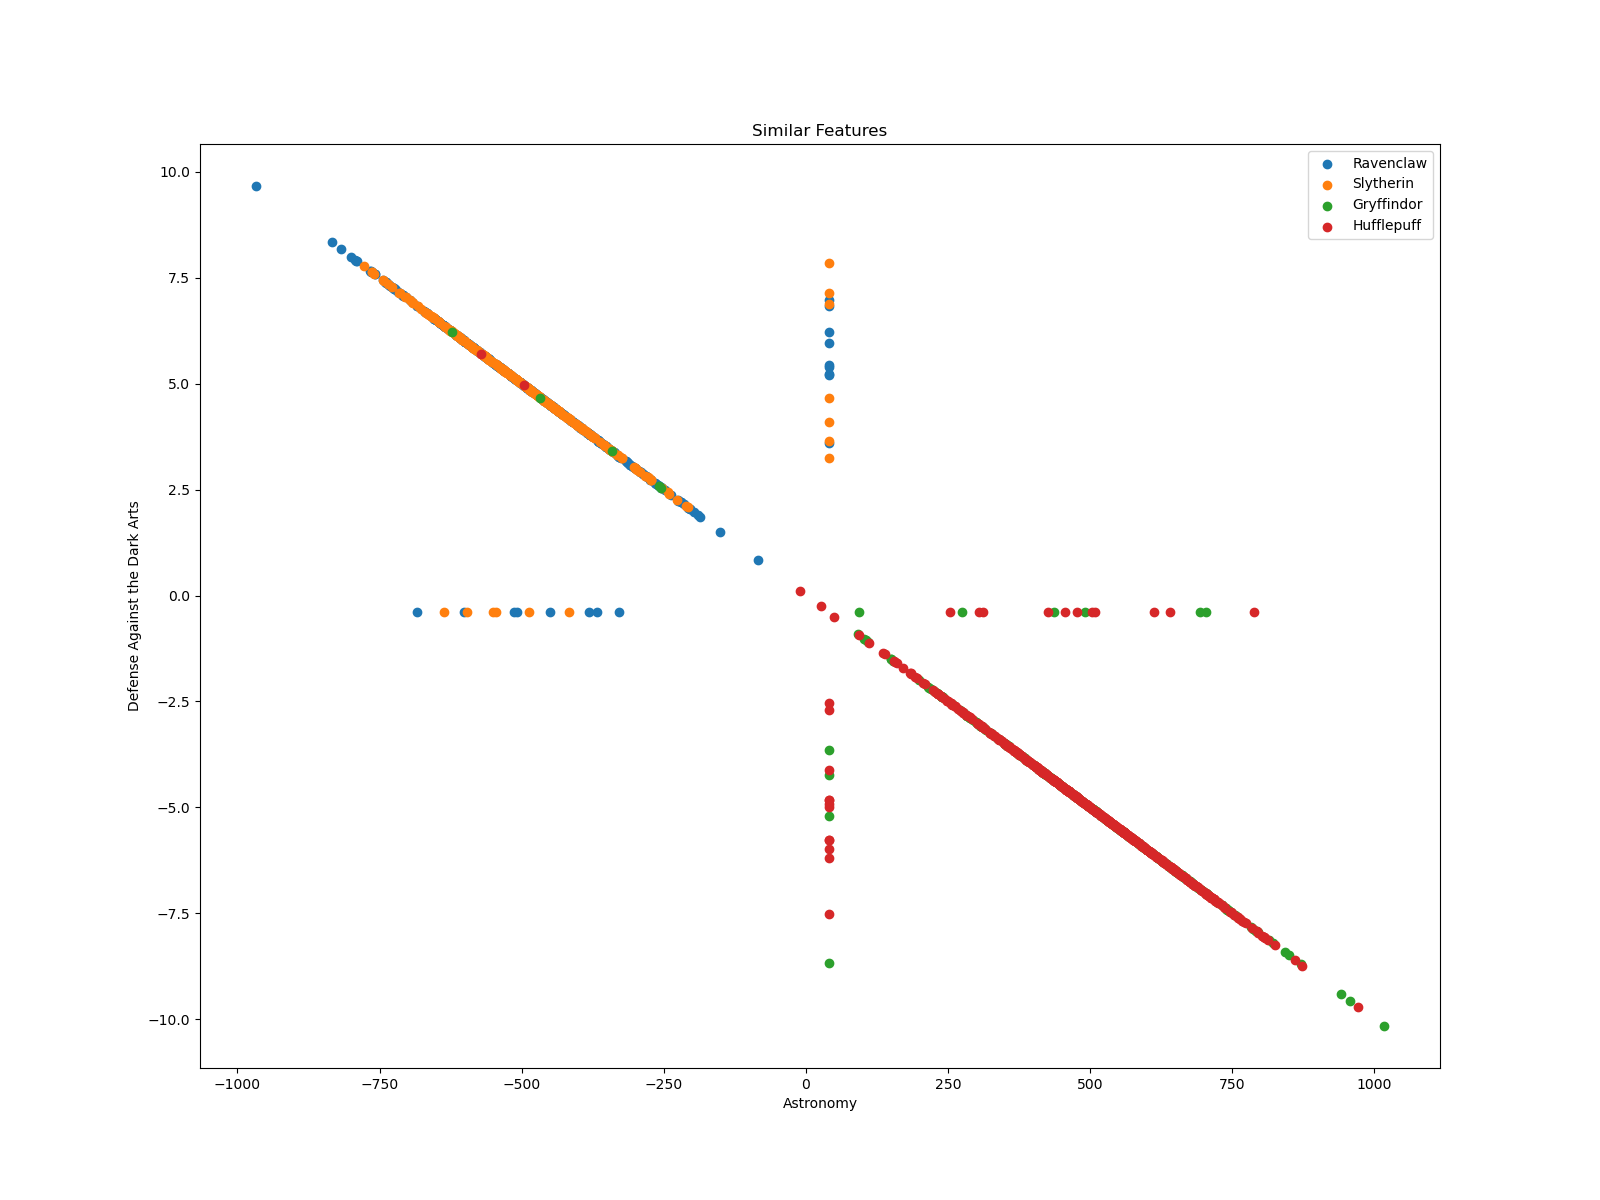 Similar Features
Ravenclaw
Slytherin
Gryffindor
Hufflepuff
10.0
7.5
5.0
2.5
0.0
−2.5
−5.0
−7.5
−10.0
Defense Against the Dark Arts
−1000 −750 −500 −250 0 250 500 750 1000
Astronomy